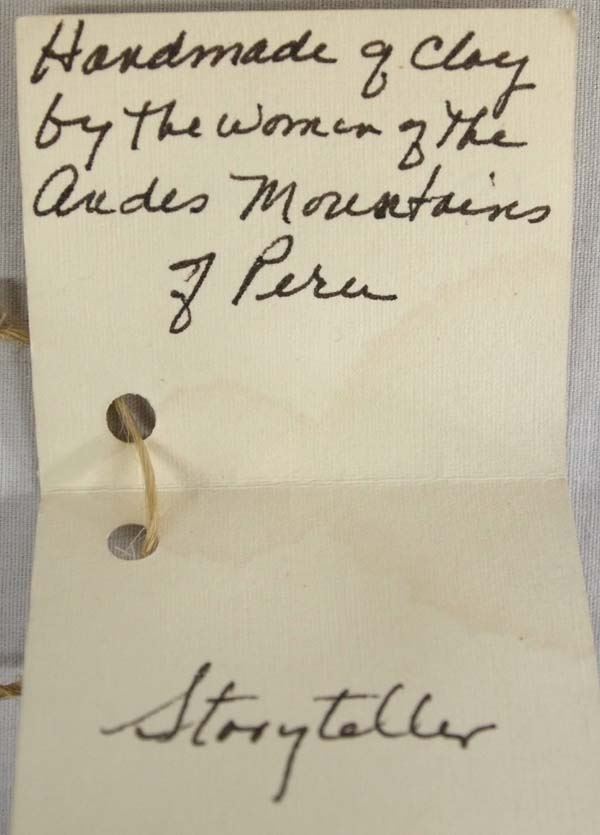 Handmade of Clay
by the women of the
Andes Mountains
of Peru
Storyteller